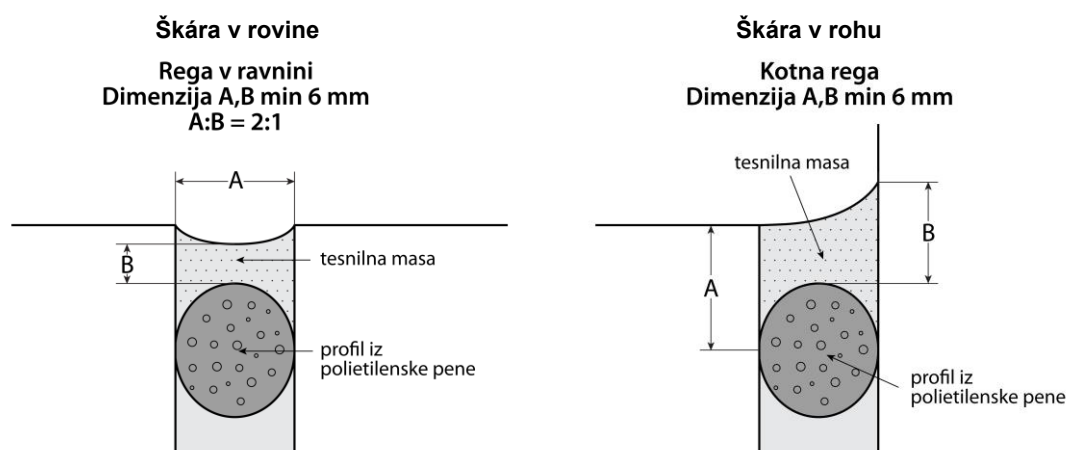 Škára v rovine
Rega v ravnini
Dimenzija A,B min 6 mm
A:B = 2:1
A
B
tesnilna masa
profil iz
polietilenske pene
Škára v rohu
Kotna rega
Dimenzija A,B min 6 mm
tesnilna masa
B
A
profil iz
polietilenske pene